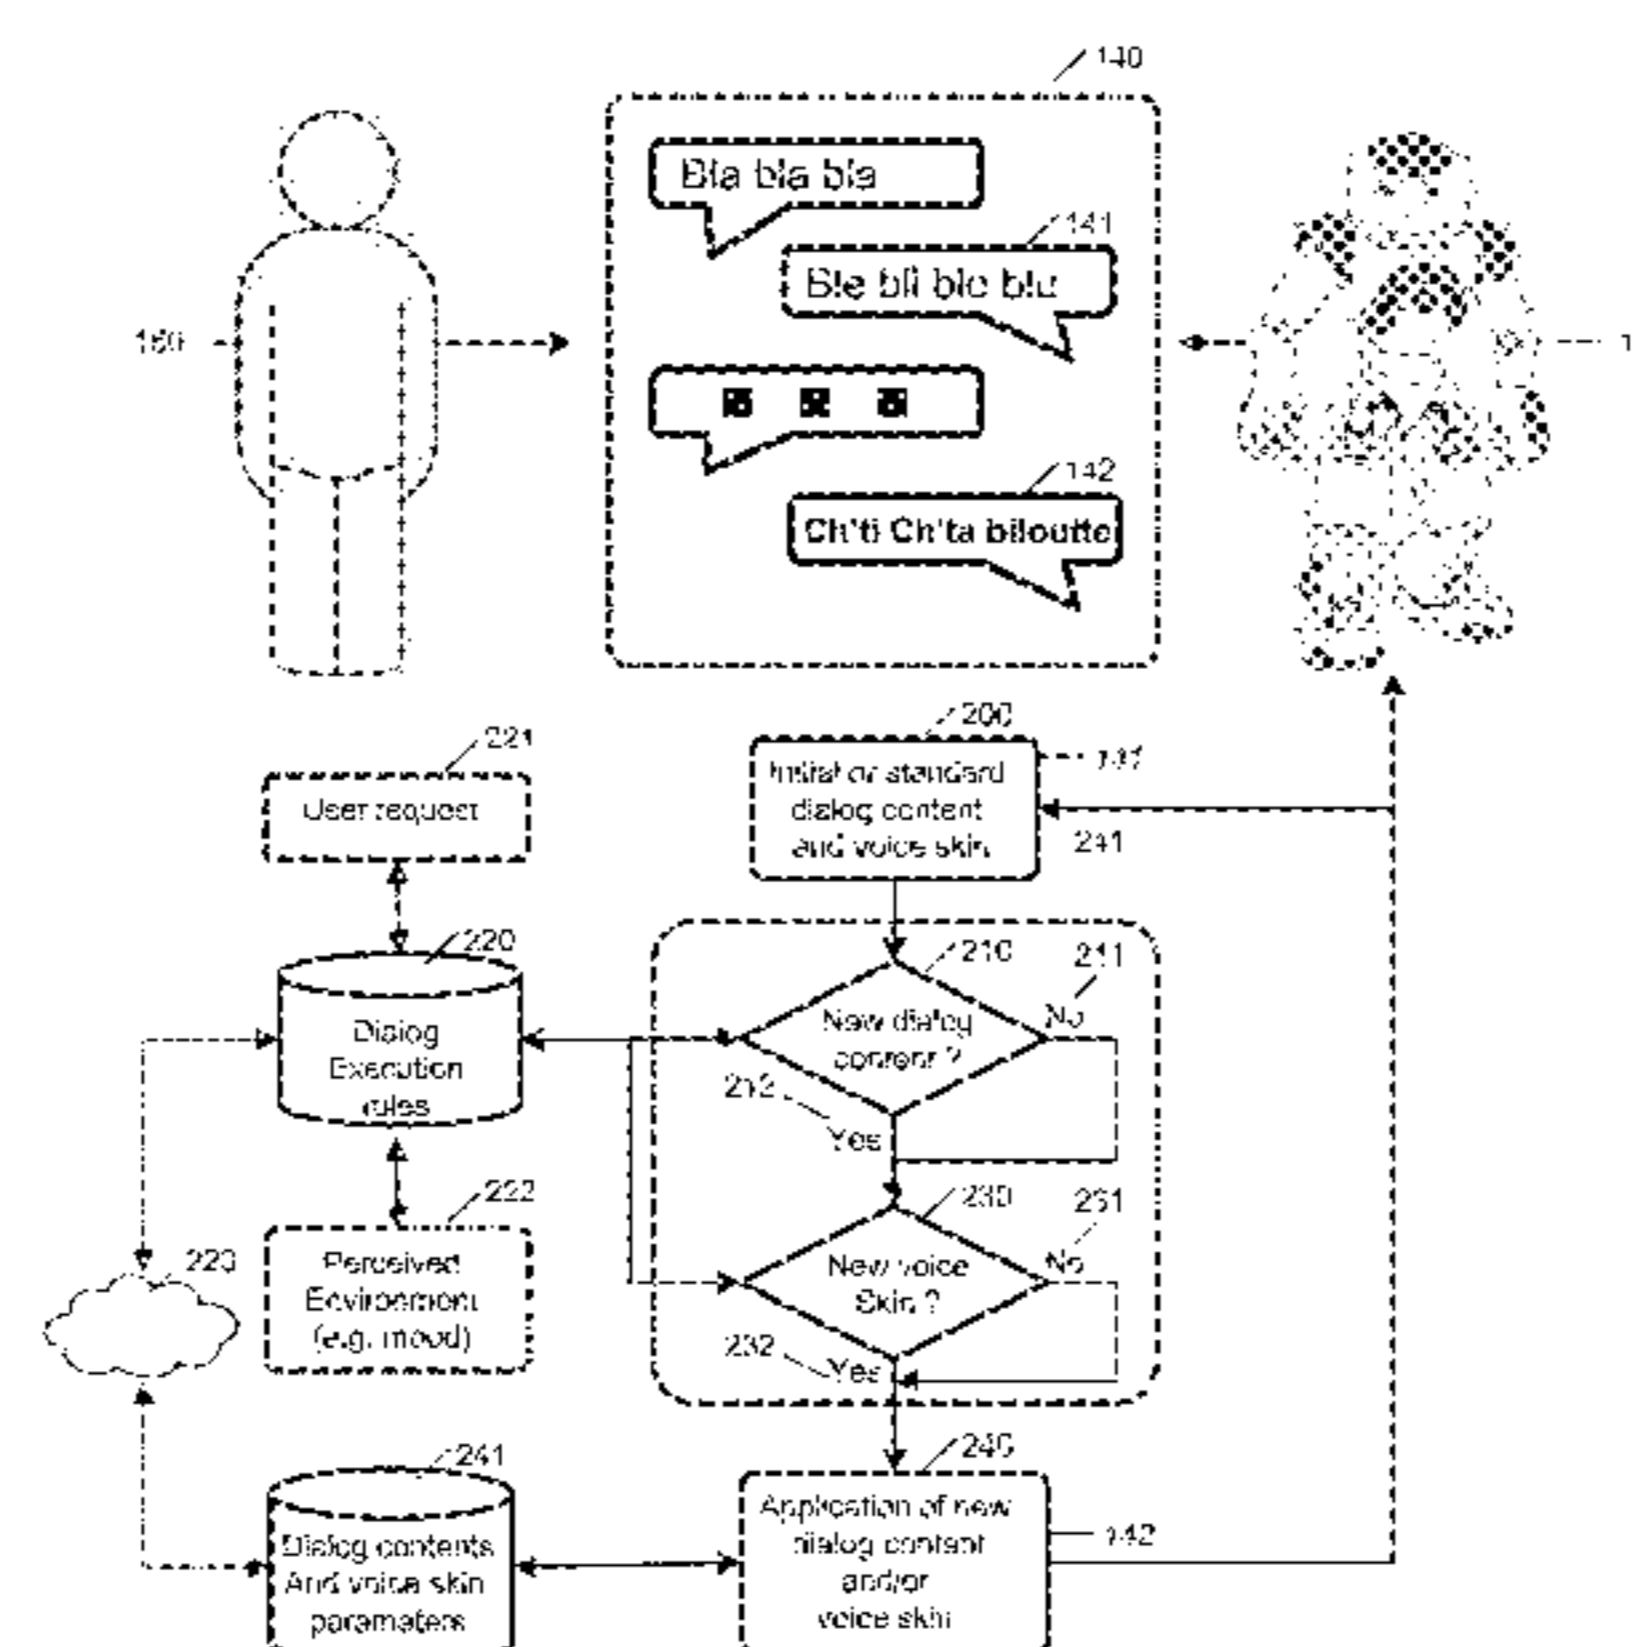 140
Bla bla bla
141
Ble bli blo blu
150
142
Ch'ti Ch'ta biloutte
200
221
Initial or standard
dialog content
and voice skin
User request
241
220
210
211
Dialog
Execution
rules
New dialog
content ?
No
212
Yes
222
230
231
223
Perceived
Environment
(e.g. mood)
New voice
Skin ?
No
232
Yes
241
240
Application of new
dialog content
and/or
voice skin
142
Dialog contents
And voice skin
parameters